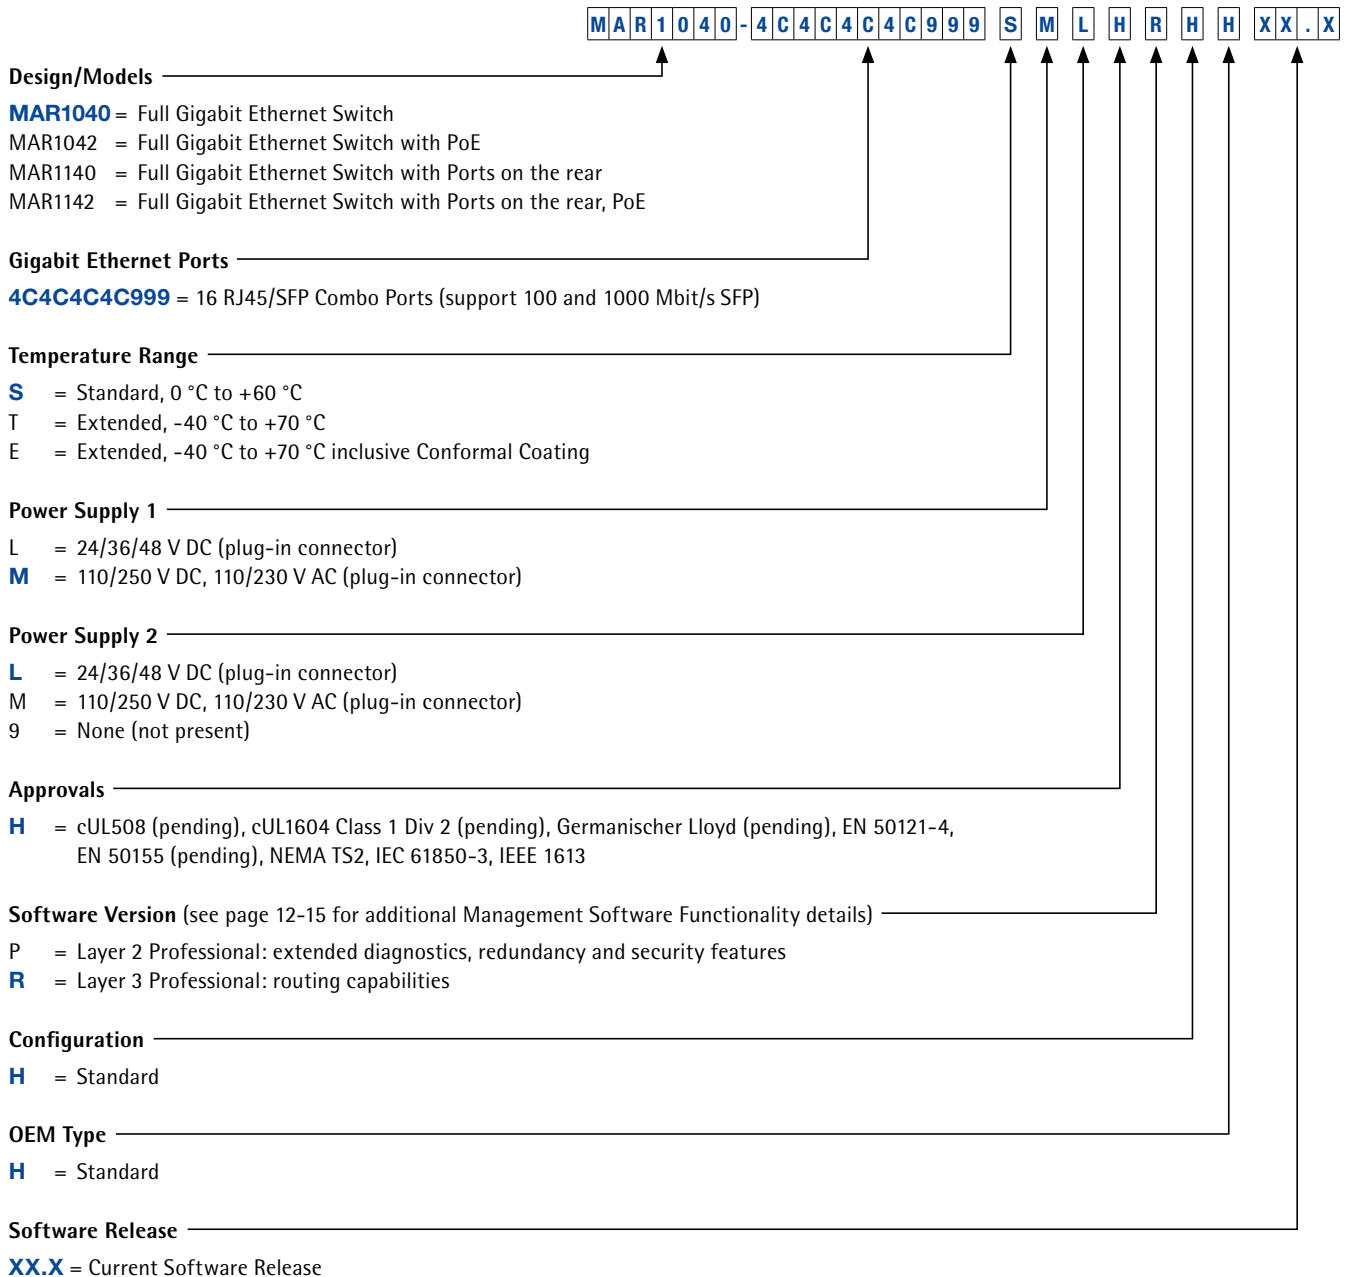 MAR1040-4C4C4C4C999 S M L H R H H XX.X
Design/Models
MAR1040 = Full Gigabit Ethernet Switch
MAR1042 = Full Gigabit Ethernet Switch with PoE
MAR1140 = Full Gigabit Ethernet Switch with Ports on the rear
MAR1142 = Full Gigabit Ethernet Switch with Ports on the rear, PoE
Gigabit Ethernet Ports
4C4C4C4C999 = 16 RJ45/SFP Combo Ports (support 100 and 1000 Mbit/s SFP)
Temperature Range
S = Standard, 0 °C to +60 °C
T = Extended, -40 °C to +70 °C
E = Extended, -40 °C to +70 °C inclusive Conformal Coating
Power Supply 1
L = 24/36/48 V DC (plug-in connector)
M = 110/250 V DC, 110/230 V AC (plug-in connector)
Power Supply 2
L = 24/36/48 V DC (plug-in connector)
M = 110/250 V DC, 110/230 V AC (plug-in connector)
9 = None (not present)
Approvals
H = cUL508 (pending), cUL1604 Class 1 Div 2 (pending), Germanischer Lloyd (pending), EN 50121-4,
EN 50155 (pending), NEMA TS2, IEC 61850-3, IEEE 1613
Software Version (see page 12-15 for additional Management Software Functionality details)
P = Layer 2 Professional: extended diagnostics, redundancy and security features
R = Layer 3 Professional: routing capabilities
Configuration
H = Standard
OEM Type
H = Standard
Software Release
XX.X = Current Software Release